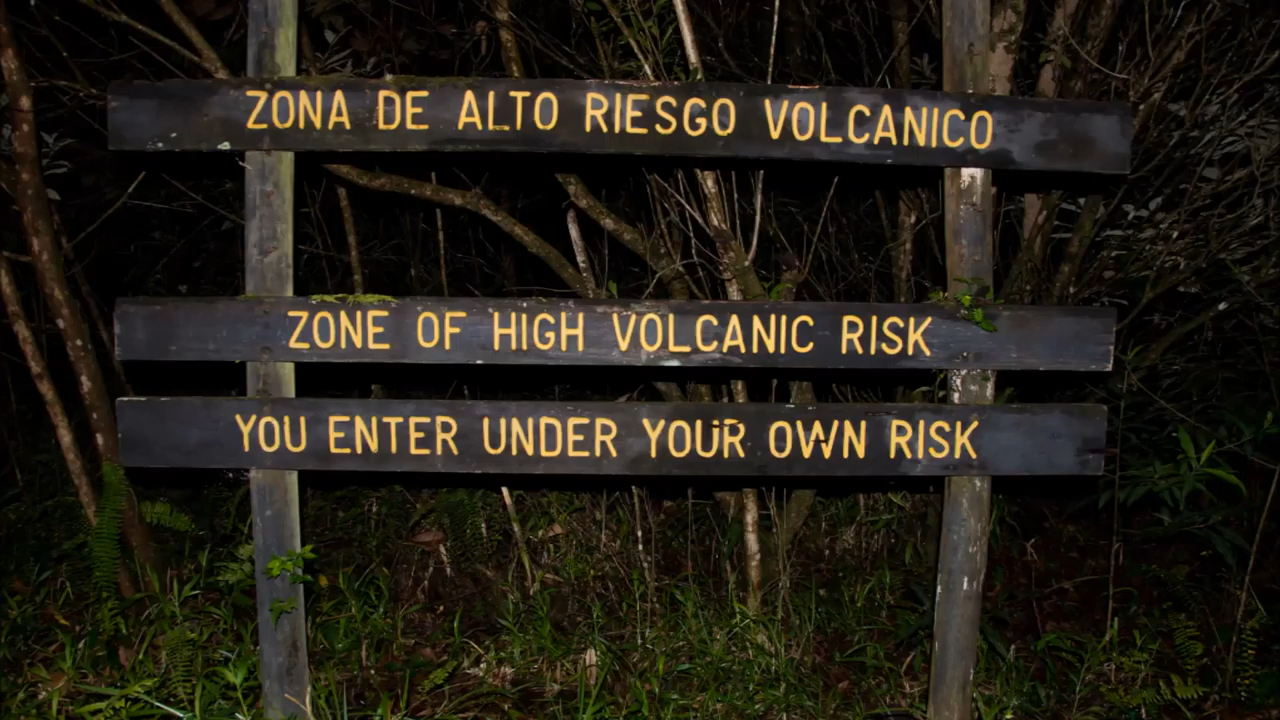 ZONA DE ALTO RIESGO VOLCANICO
ZONE OF HIGH VOLCANIC RISK
YOU ENTER UNDER YOUR OWN RISK